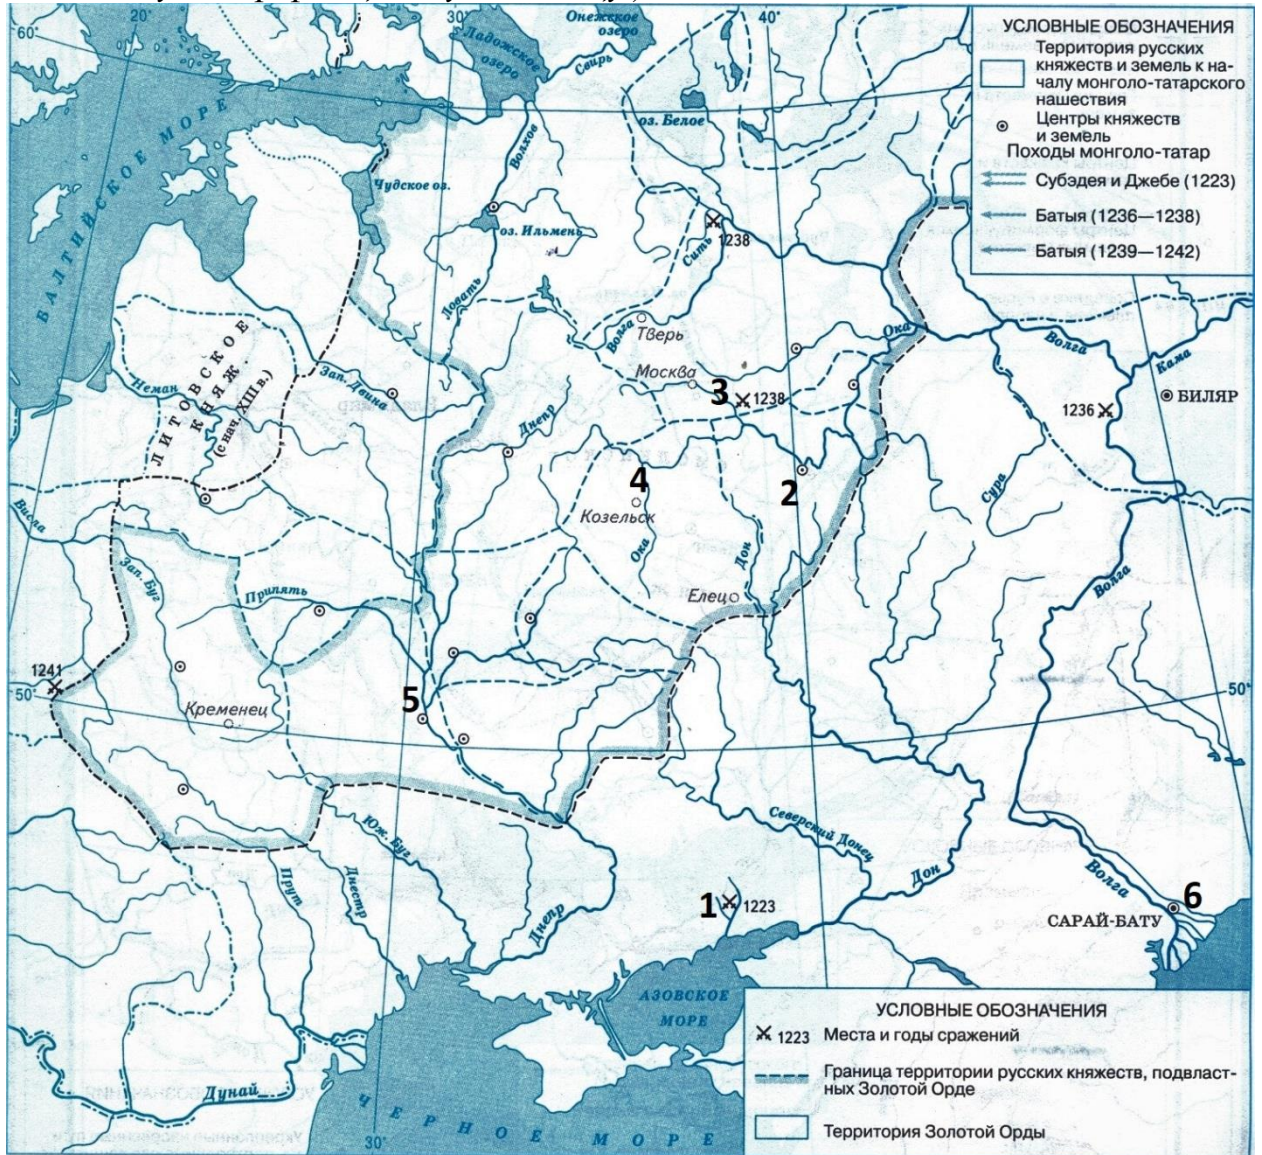 60°
20°
30°
40°
Онежское
озеро
Ладожское
озеро
Свирь
оз. Белое
УСЛОВНЫЕ ОБОЗНАЧЕНИЯ
Территория русских
княжеств и земель к на-
чалу монголо-татарского
нашествия
Центры княжеств
и земель
Походы монголо-татар
Субэдея и Джебе (1223)
Батыя (1236—1238)
Батыя (1239—1242)
БАЛТИЙСКОЕ МОРЕ
Волхов
Чудское оз.
оз. Ильмень
Сить
1238
Ловать
Волга
Тверь
Ока
Волга
Кама
Москва
3
1238
БИЛЯР
1236
ЛИТОВСКОЕ
КНЯЖ.
(с нач. XIII в.)
Неман
Зап. Двина
Днепр
4
Козельск
2
Сура
Висла
Ока
Дон
Зап. Буг
Припять
Елец
Волга
1241
50°
5
Кременец
50°
Юж. Буг
Северский Донец
Дон
Прут
Днестр
Днепр
1
1223
Волга
6
САРАЙ-БАТУ
АЗОВСКОЕ
МОРЕ
УСЛОВНЫЕ ОБОЗНАЧЕНИЯ
1223 Места и годы сражений
Граница территории русских княжеств, подвласт-
ных Золотой Орде
Территория Золотой Орды
Дунай
ЧЕРНОЕ МОРЕ
30°